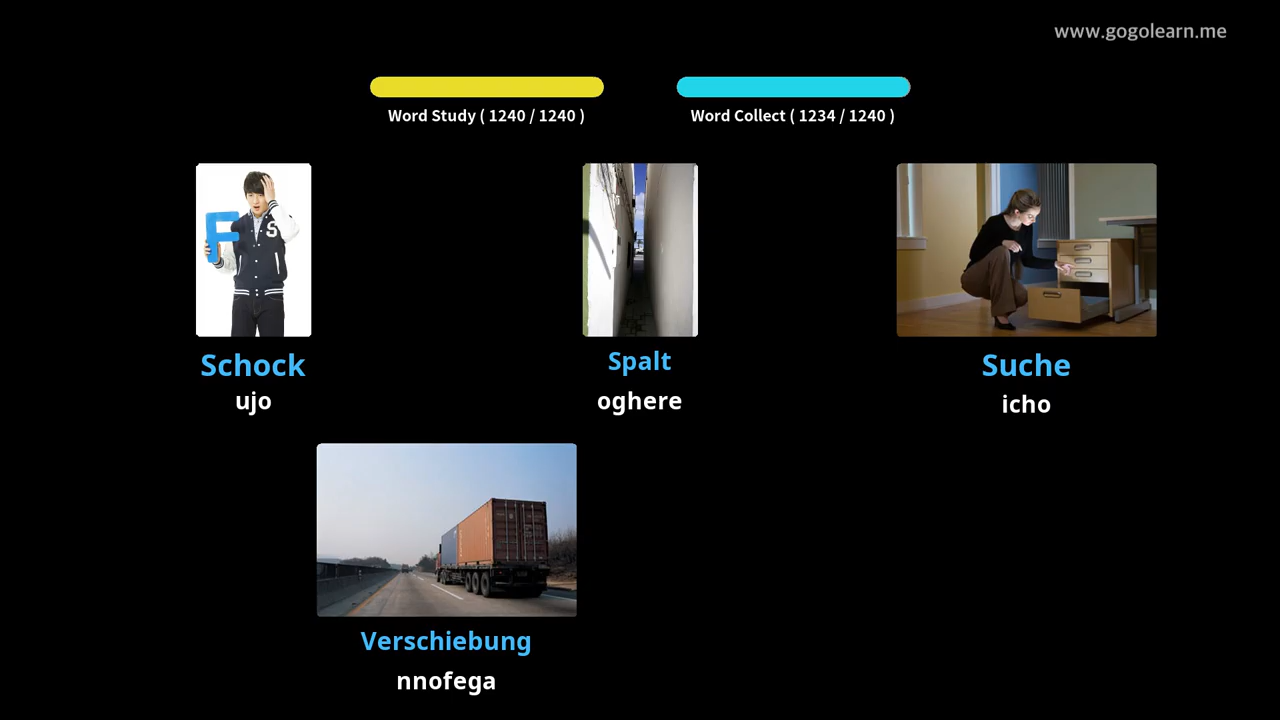 www.gogolearn.me
Word Study ( 1240 / 1240 )
Word Collect ( 1234 / 1240 )
F
S
Schock
ujo
Spalt
oghere
Suche
icho
Verschiebung
nnofega